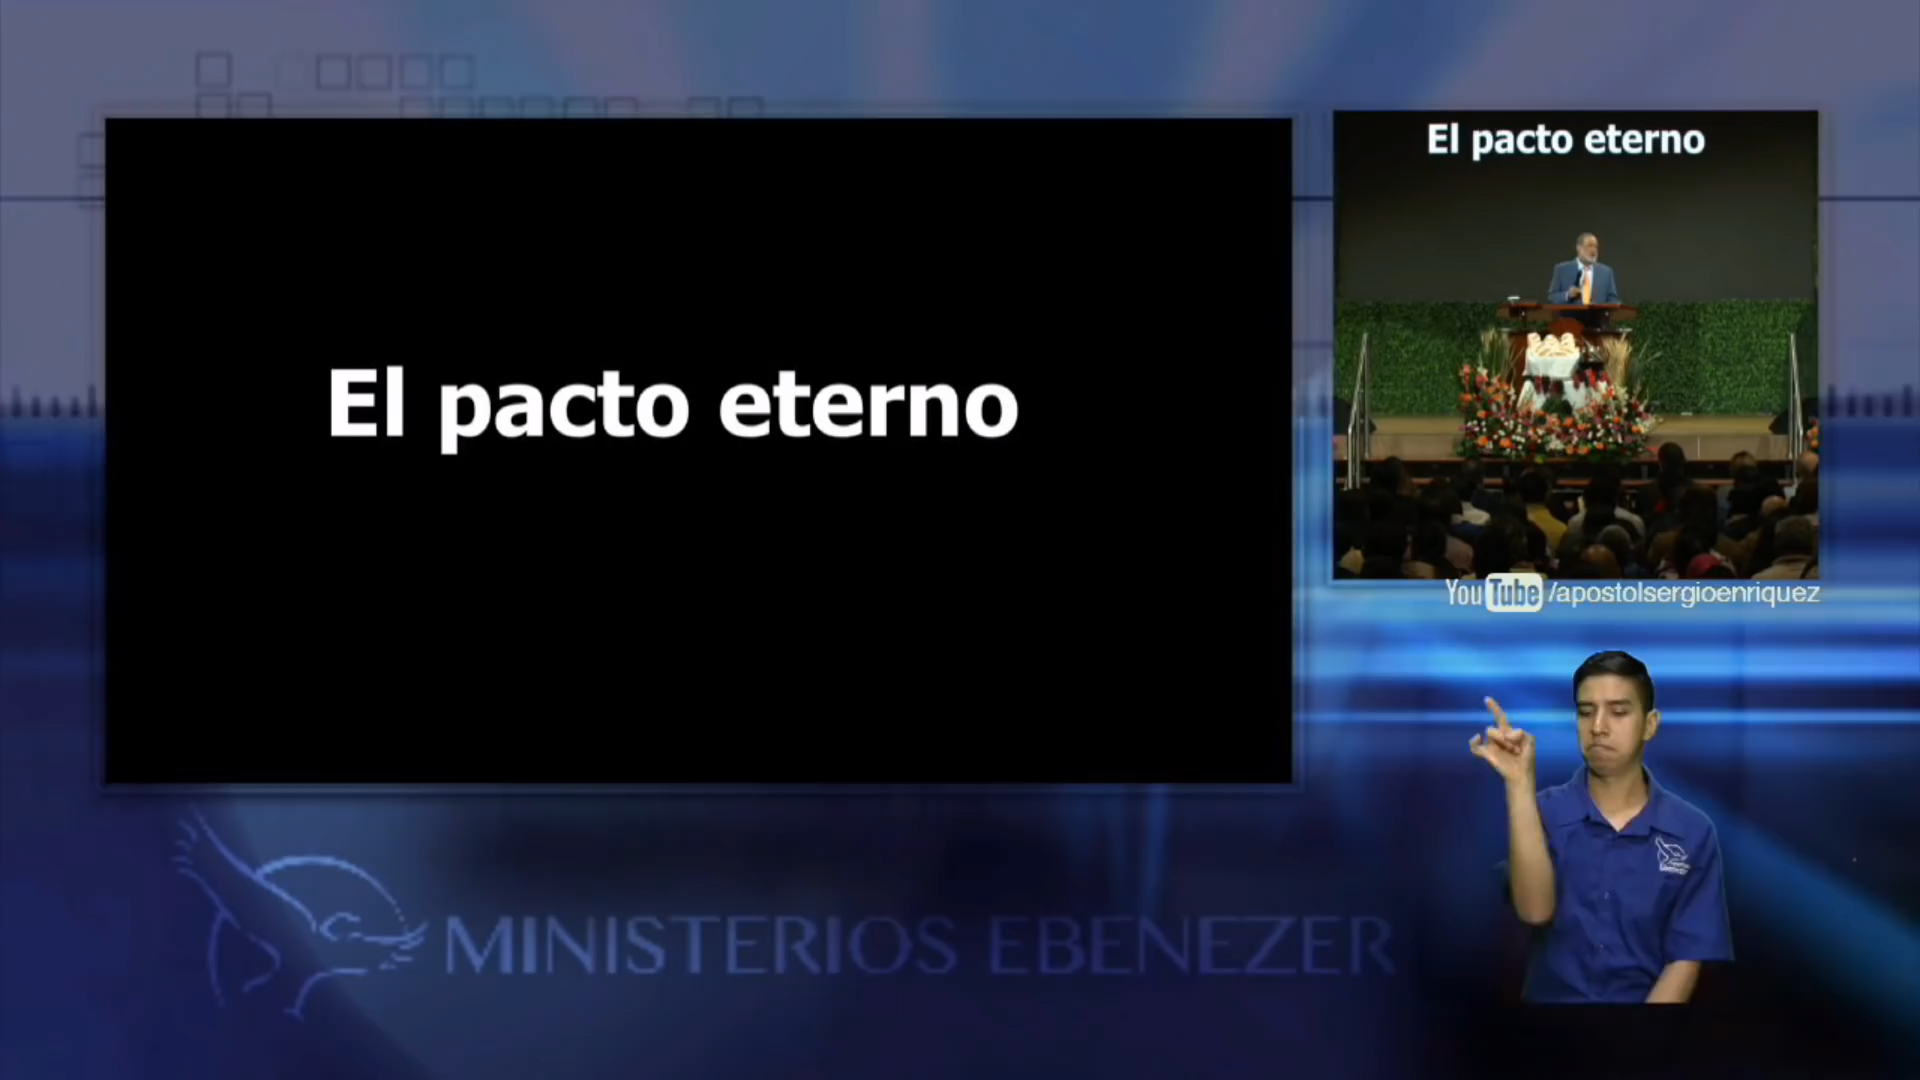 El pacto eterno
El pacto eterno
YouTube /apostolsergioenriquez
MINISTERIOS EBENEZER